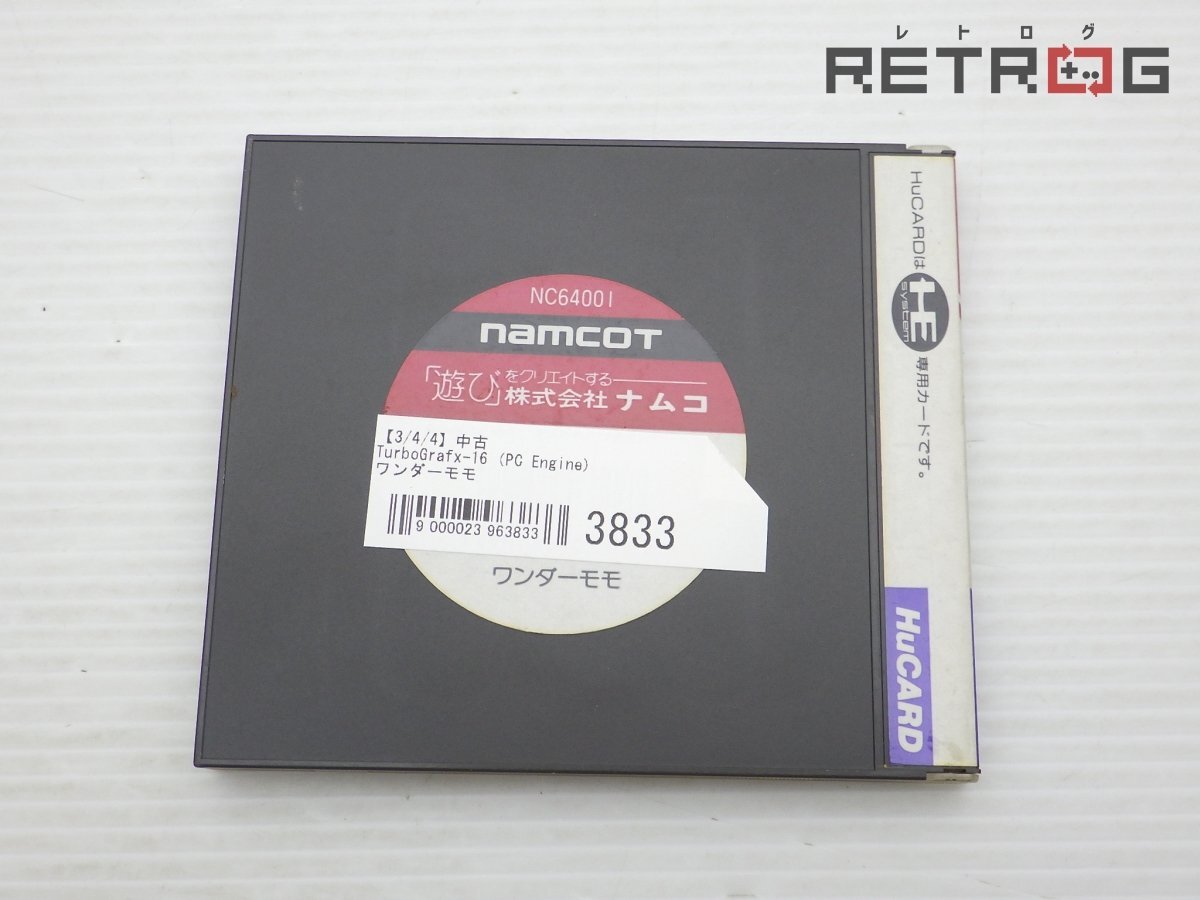 レトログ
RETROG
NC64001
namcot
「遊び」をクリエイトする
株式会社ナムコ
【3/4/4】中古
TurboGrafx-16 (PC Engine)
ワンダーモモ
9 000023 963833
3833
ワンダーモモ
HuCARDは
HE
system
専用カードです。
HuCARD